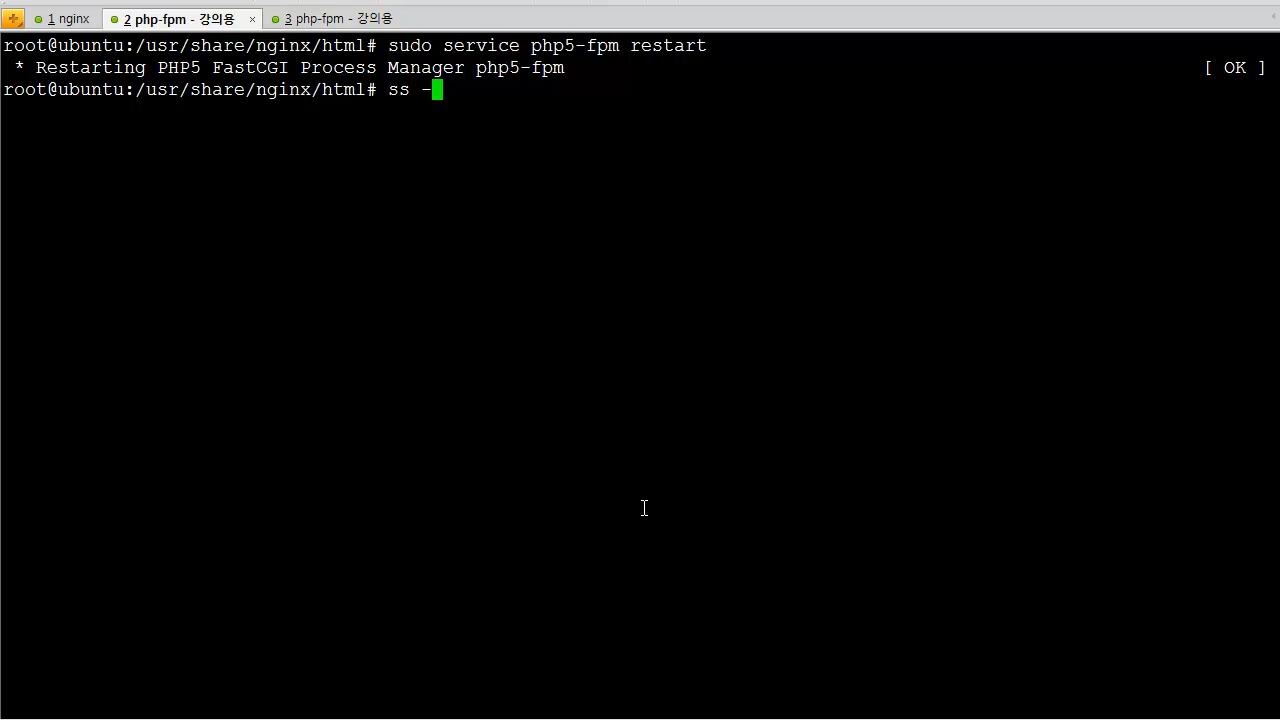 1 nginx
2 php-fpm - 강의용 ×
3 php-fpm - 강의용
root@ubuntu:/usr/share/nginx/html# sudo service php5-fpm restart
* Restarting PHP5 FastCGI Process Manager php5-fpm [ OK ]
root@ubuntu:/usr/share/nginx/html# ss -